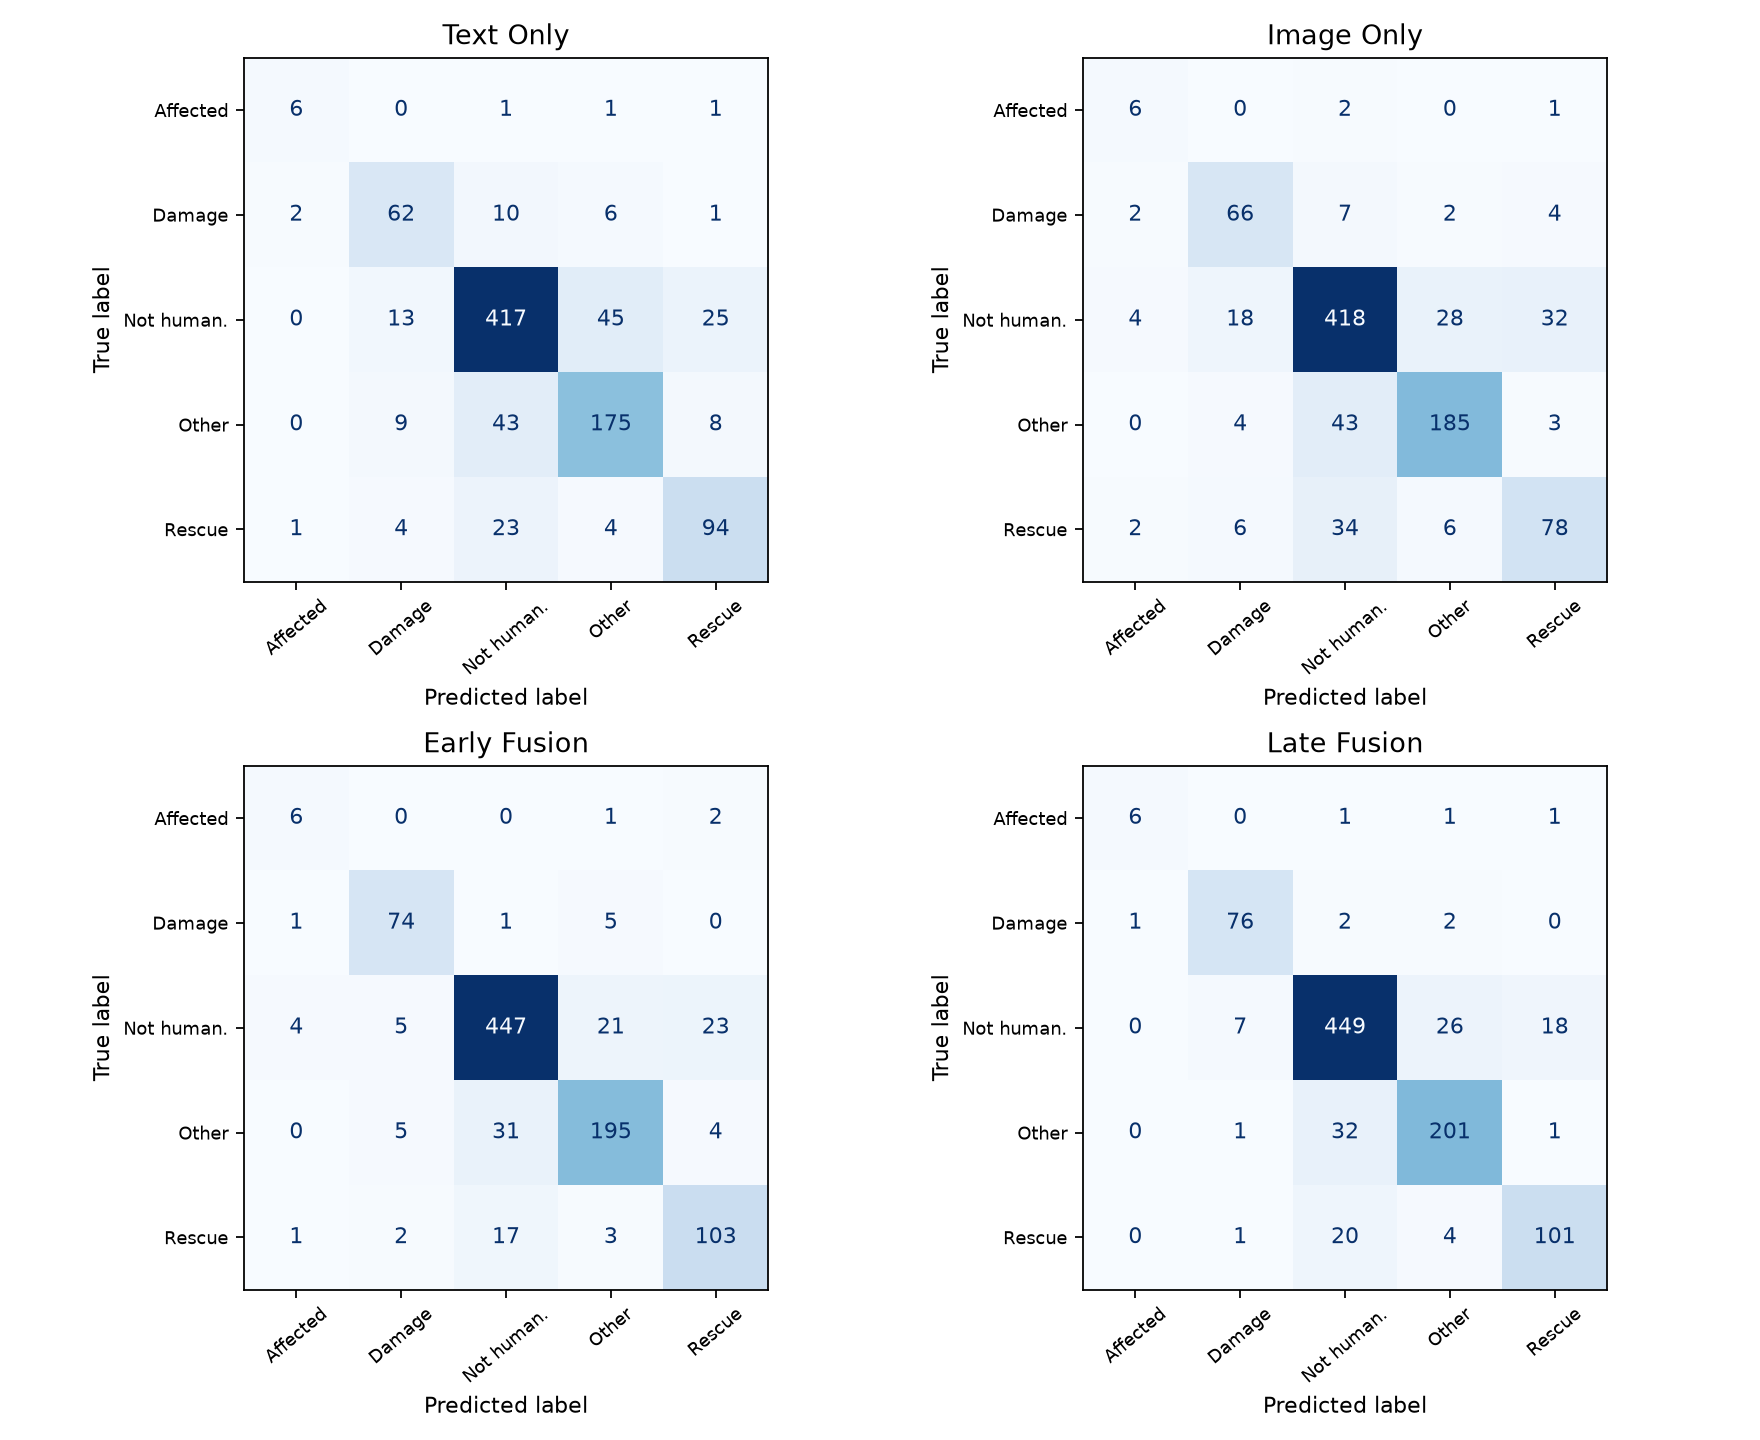 Text Only
True label
Affected 6 0 1 1 1
Damage 2 62 10 6 1
Not human. 0 13 417 45 25
Other 0 9 43 175 8
Rescue 1 4 23 4 94
Affected Damage Not human. Other Rescue
Predicted label
Image Only
True label
Affected 6 0 2 0 1
Damage 2 66 7 2 4
Not human. 4 18 418 28 32
Other 0 4 43 185 3
Rescue 2 6 34 6 78
Affected Damage Not human. Other Rescue
Predicted label
Early Fusion
True label
Affected 6 0 0 1 2
Damage 1 74 1 5 0
Not human. 4 5 447 21 23
Other 0 5 31 195 4
Rescue 1 2 17 3 103
Affected Damage Not human. Other Rescue
Predicted label
Late Fusion
True label
Affected 6 0 1 1 1
Damage 1 76 2 2 0
Not human. 0 7 449 26 18
Other 0 1 32 201 1
Rescue 0 1 20 4 101
Affected Damage Not human. Other Rescue
Predicted label